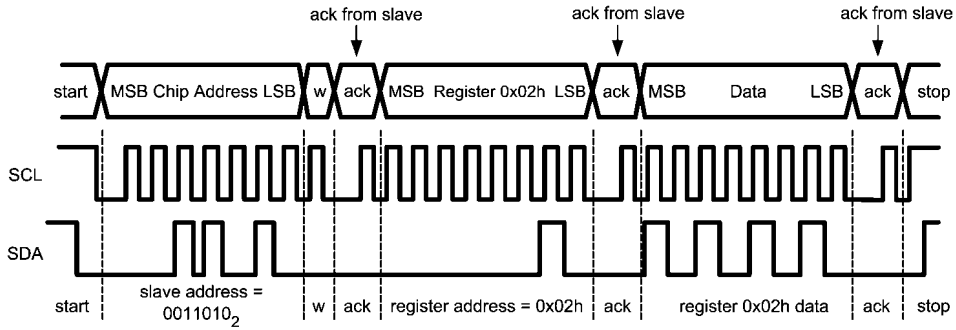 ack from slave ack from slave ack from slave
start MSB Chip Address LSB w ack MSB Register 0x02h LSB ack MSB Data LSB ack stop
SCL
SDA
start slave address = w ack register address = 0x02h ack register 0x02h data ack stop
0011010₂